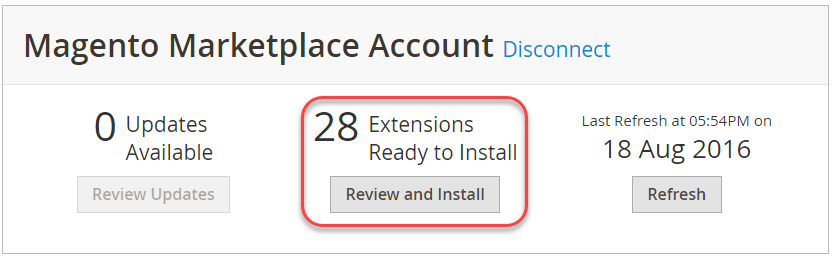 Magento Marketplace Account Disconnect
0 Updates
Available
Review Updates
28 Extensions
Ready to Install
Review and Install
Last Refresh at 05:54PM on
18 Aug 2016
Refresh